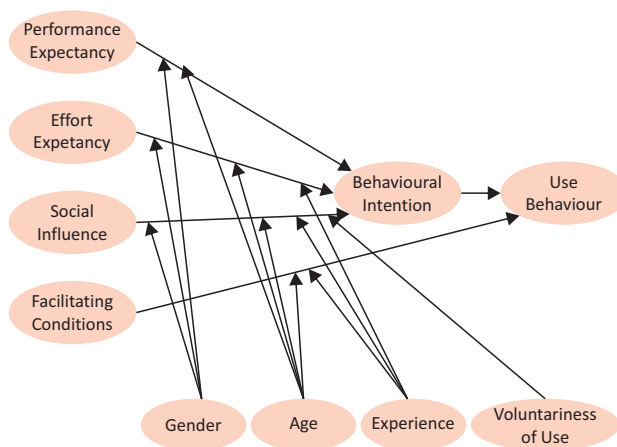 Performance
Expectancy
Effort
Expetancy
Behavioural
Intention
Use
Behaviour
Social
Influence
Facilitating
Conditions
Gender
Age
Experience
Voluntariness
of Use